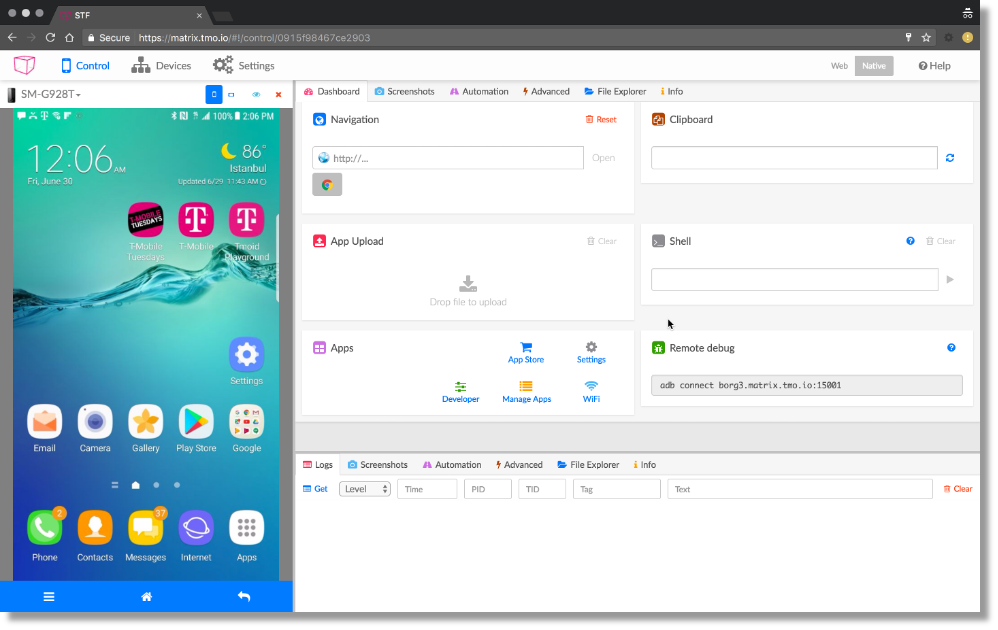 STF
Secure
https://matrix.tmo.io/#!/control/0915f98467ce2903
Control
Devices
Settings
Web
Native
Help
SM-G928T
Dashboard
Screenshots
Automation
Advanced
File Explorer
Info
100% 2:06 PM
12:06 AM
Fri, June 30
86°
Istanbul
Updated 6/29 11:43 AM
T-MOBILE TUESDAYS
T-Mobile Tuesdays
T-Mobile
Tmoid Playground
Settings
Email
Camera
Gallery
Play Store
Google
2
37
Phone
Contacts
Messages
Internet
Apps
Navigation
Reset
http://...
Open
Clipboard
App Upload
Clear
Drop file to upload
Shell
Clear
Apps
App Store
Settings
Developer
Manage Apps
WiFi
Remote debug
adb connect borg3.matrix.tmo.io:15001
Logs
Screenshots
Automation
Advanced
File Explorer
Info
Get
Level
Time
PID
TID
Tag
Text
Clear